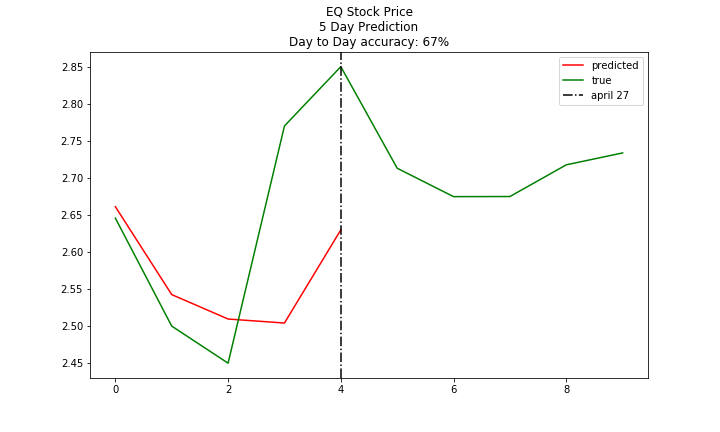 EQ Stock Price
5 Day Prediction
Day to Day accuracy: 67%
predicted
true
april 27
2.85
2.80
2.75
2.70
2.65
2.60
2.55
2.50
2.45
0 2 4 6 8